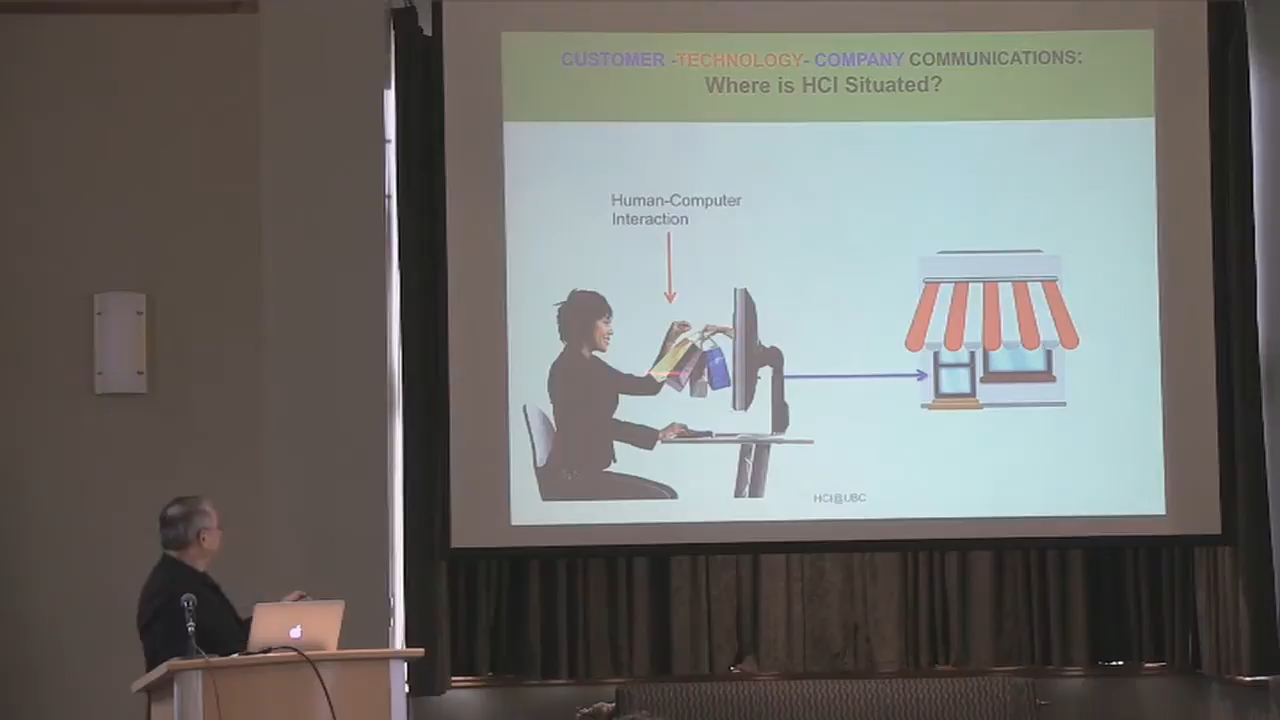 CUSTOMER -TECHNOLOGY- COMPANY COMMUNICATIONS:
Where is HCI Situated?
Human-Computer
Interaction
HCI@UBC